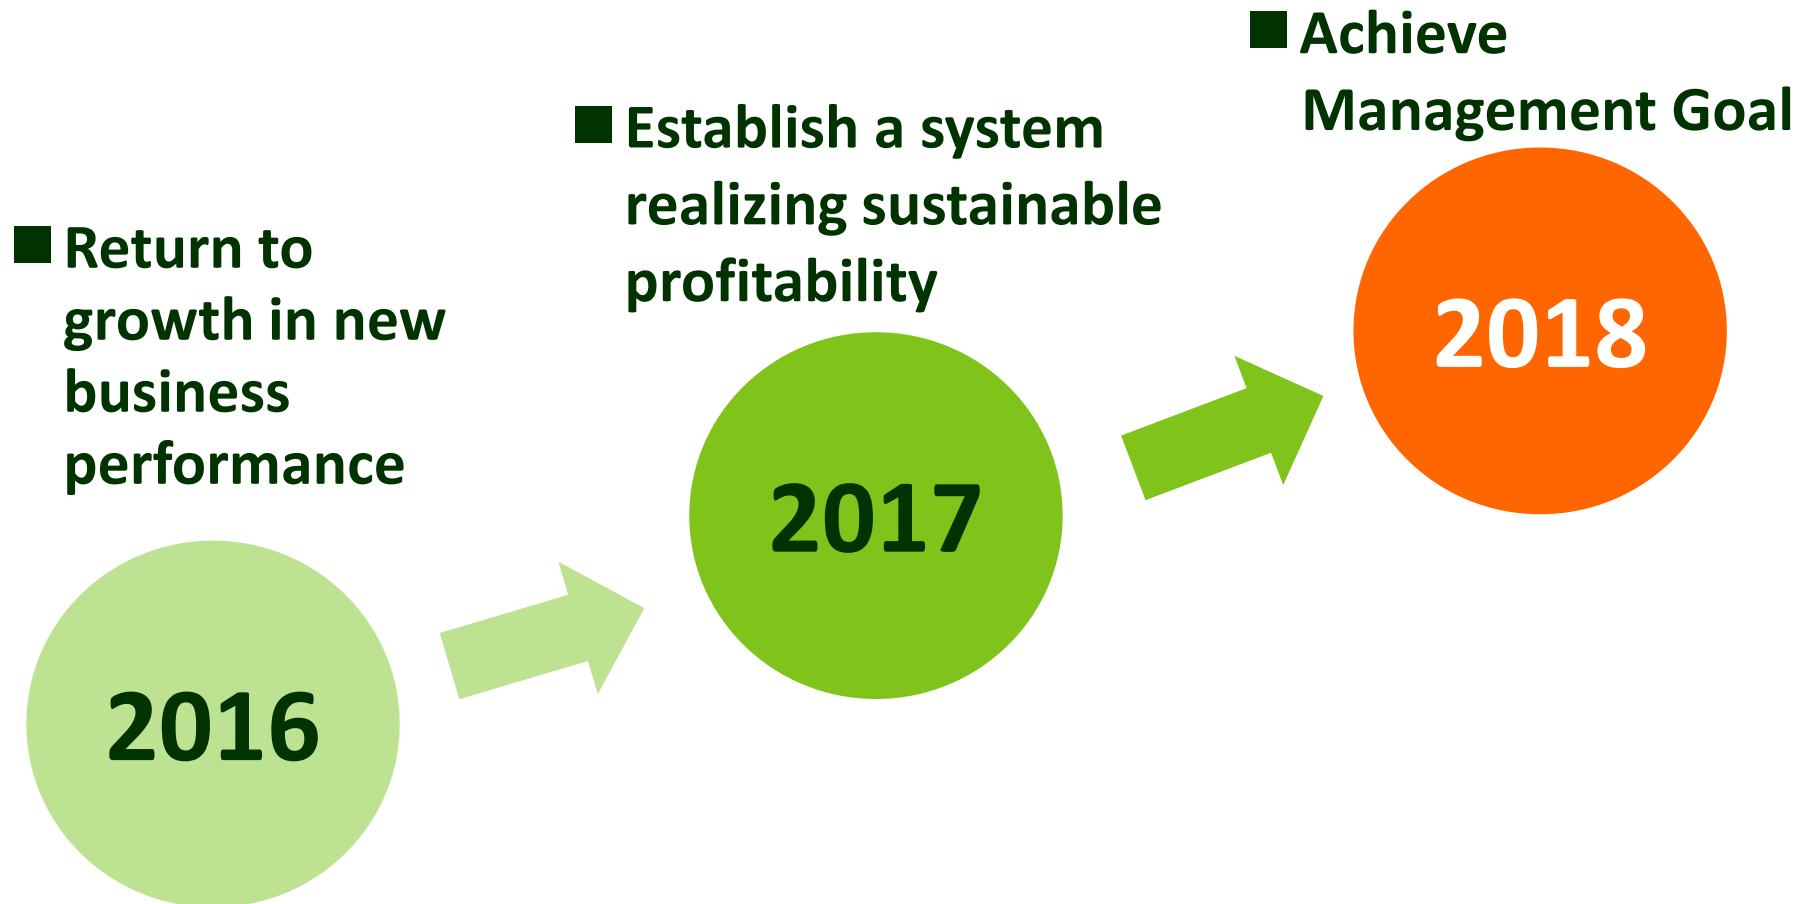 ■ Return to
growth in new
business
performance
2016
■ Establish a system
realizing sustainable
profitability
2017
■ Achieve
Management Goal
2018